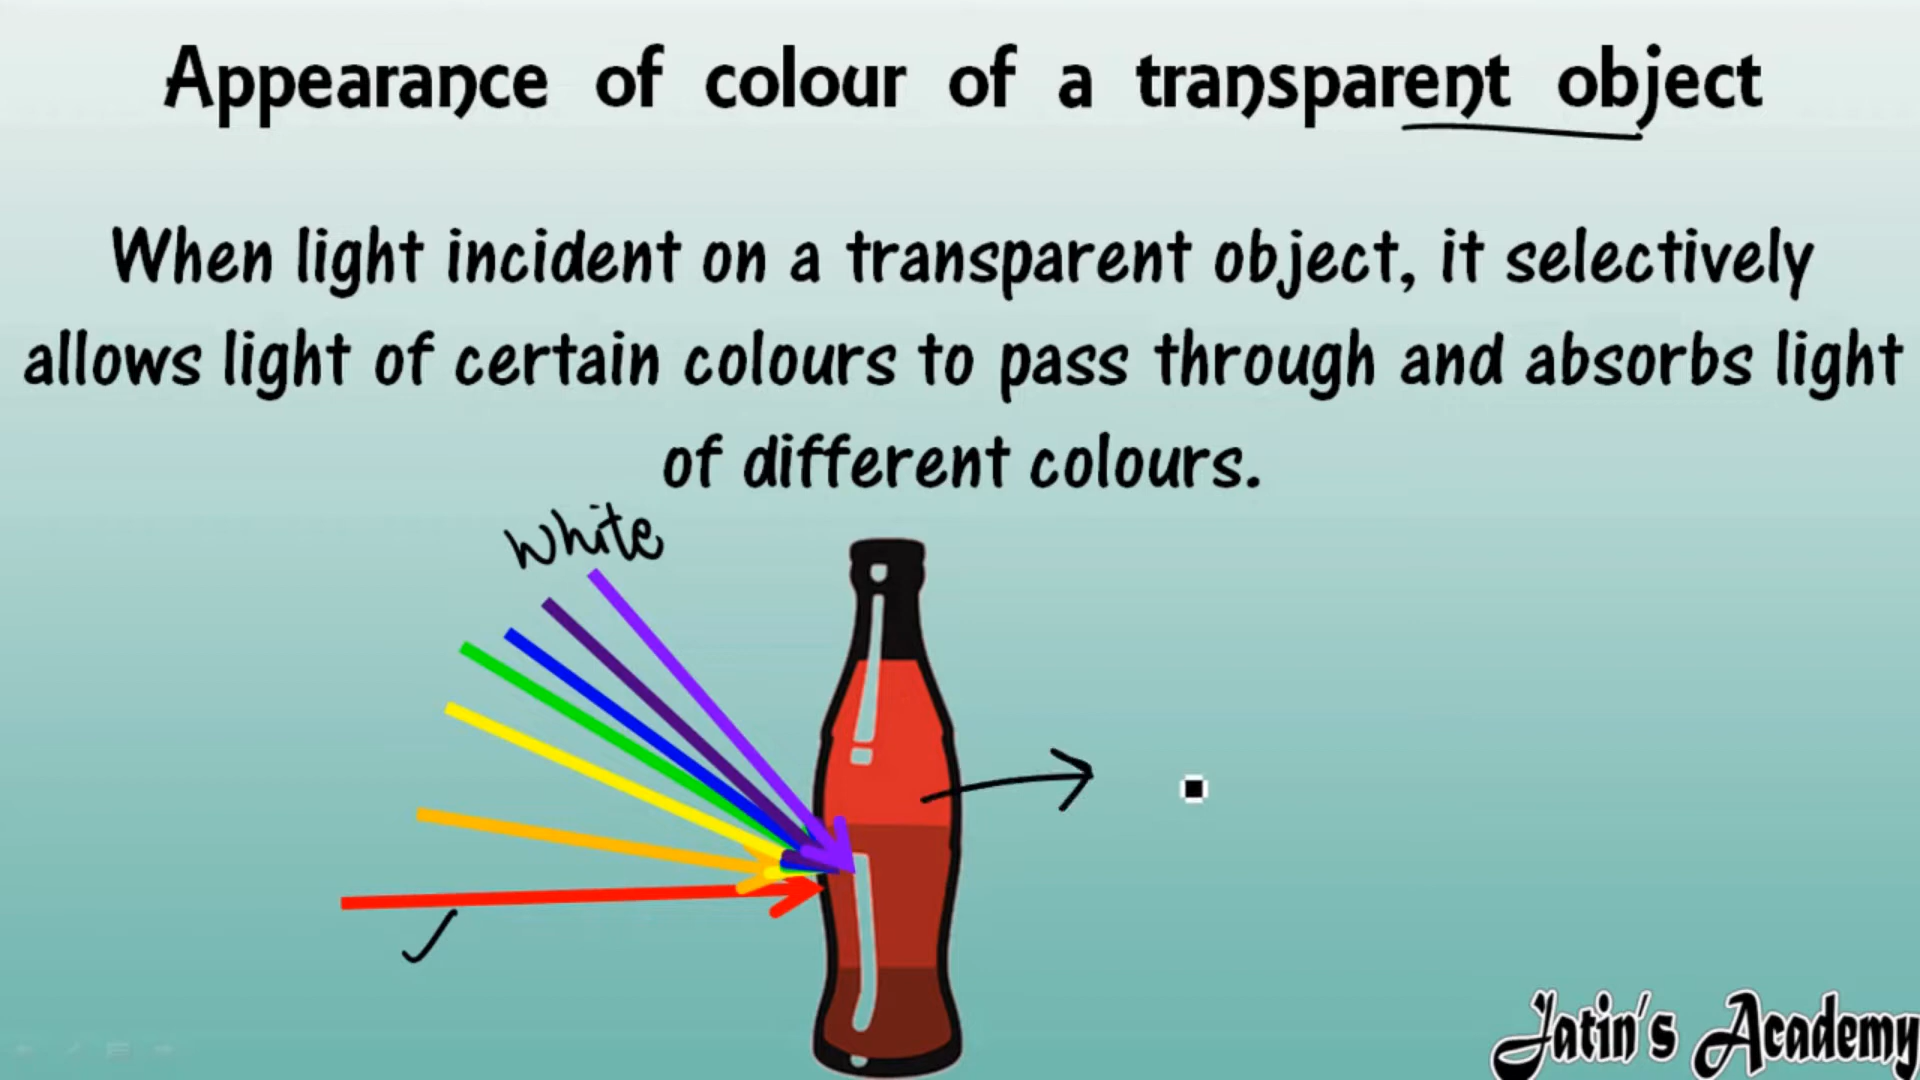 Appearance of colour of a transparent object
When light incident on a transparent object, it selectively
allows light of certain colours to pass through and absorbs light
of different colours.
white
Jatin's Academy